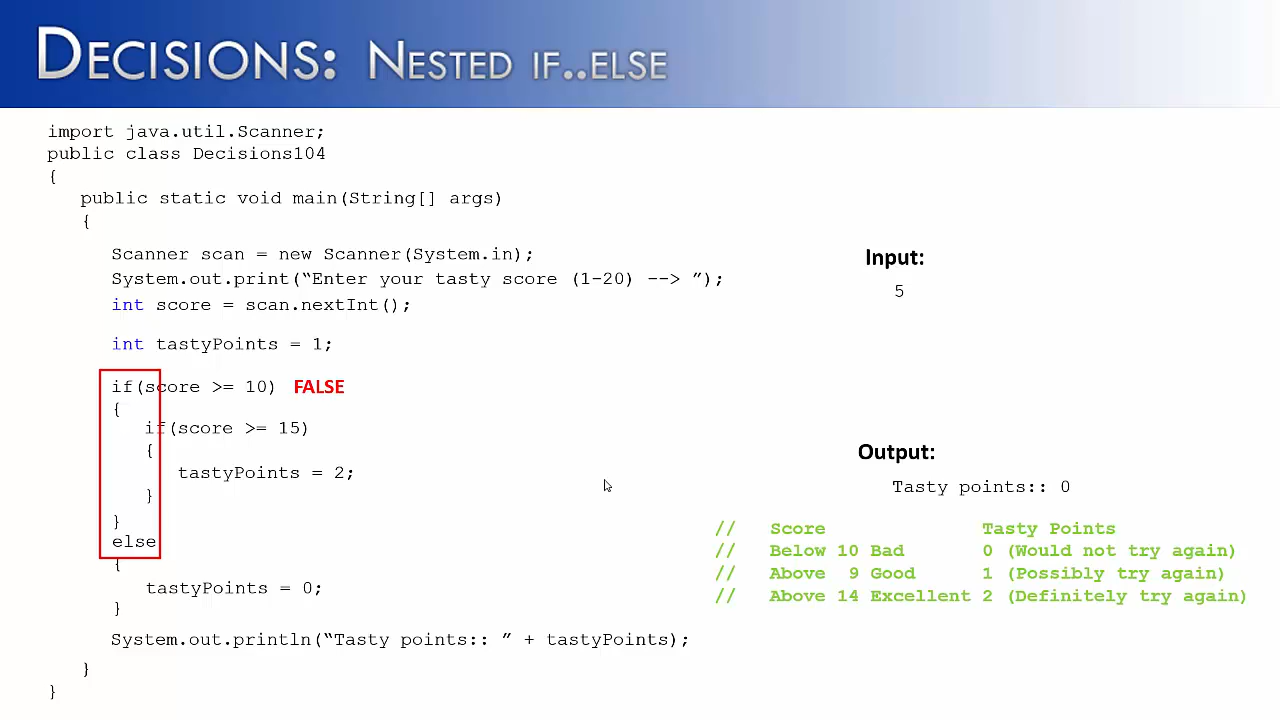 DECISIONS: NESTED IF..ELSE
import java.util.Scanner;
public class Decisions104
{
public static void main(String[] args)
{
Scanner scan = new Scanner(System.in);
System.out.print(“Enter your tasty score (1-20) --> ”);
int score = scan.nextInt();
int tastyPoints = 1;
if(score >= 10) FALSE
{
if(score >= 15)
{
tastyPoints = 2;
}
}
else
{
tastyPoints = 0;
}
System.out.println(“Tasty points:: ” + tastyPoints);
}
}
Input:
5
Output:
Tasty points:: 0
// Score Tasty Points
// Below 10 Bad 0 (Would not try again)
// Above 9 Good 1 (Possibly try again)
// Above 14 Excellent 2 (Definitely try again)